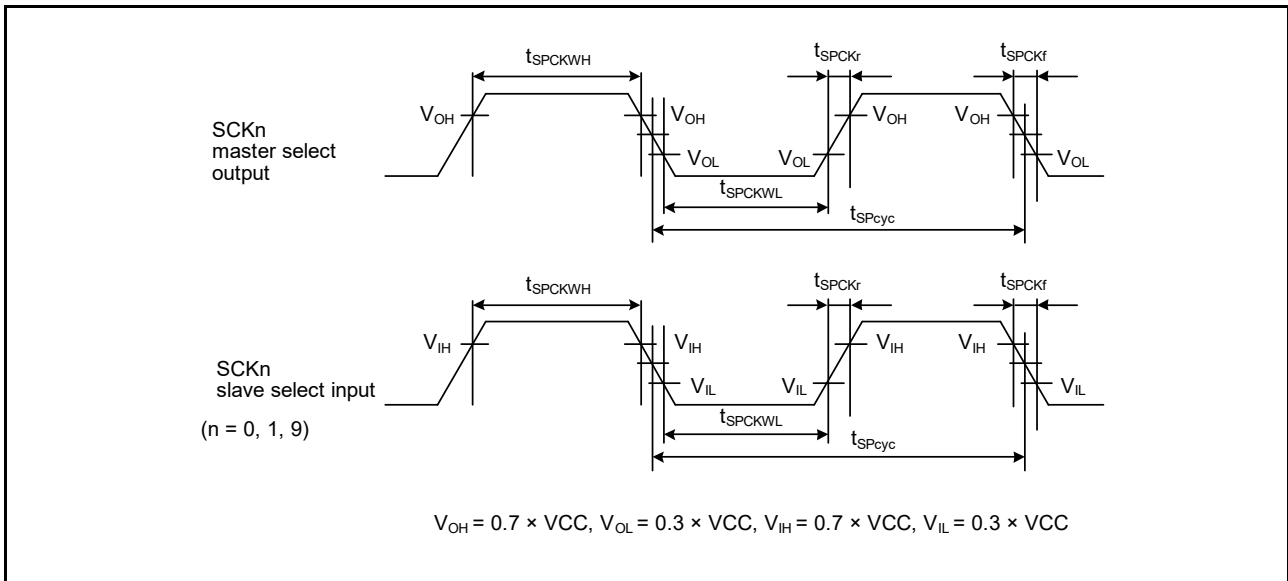 tSPCKWH
tSPCKr
tSPCKf
SCKn
master select
output
VOH
VOH
VOH
VOH
VOL
VOL
VOL
tSPCKWL
tSPcyc
tSPCKWH
tSPCKr
tSPCKf
SCKn
slave select input
(n = 0, 1, 9)
VIH
VIH
VIH
VIH
VIL
VIL
VIL
tSPCKWL
tSPcyc
VOH = 0.7 × VCC, VOL = 0.3 × VCC, VIH = 0.7 × VCC, VIL = 0.3 × VCC